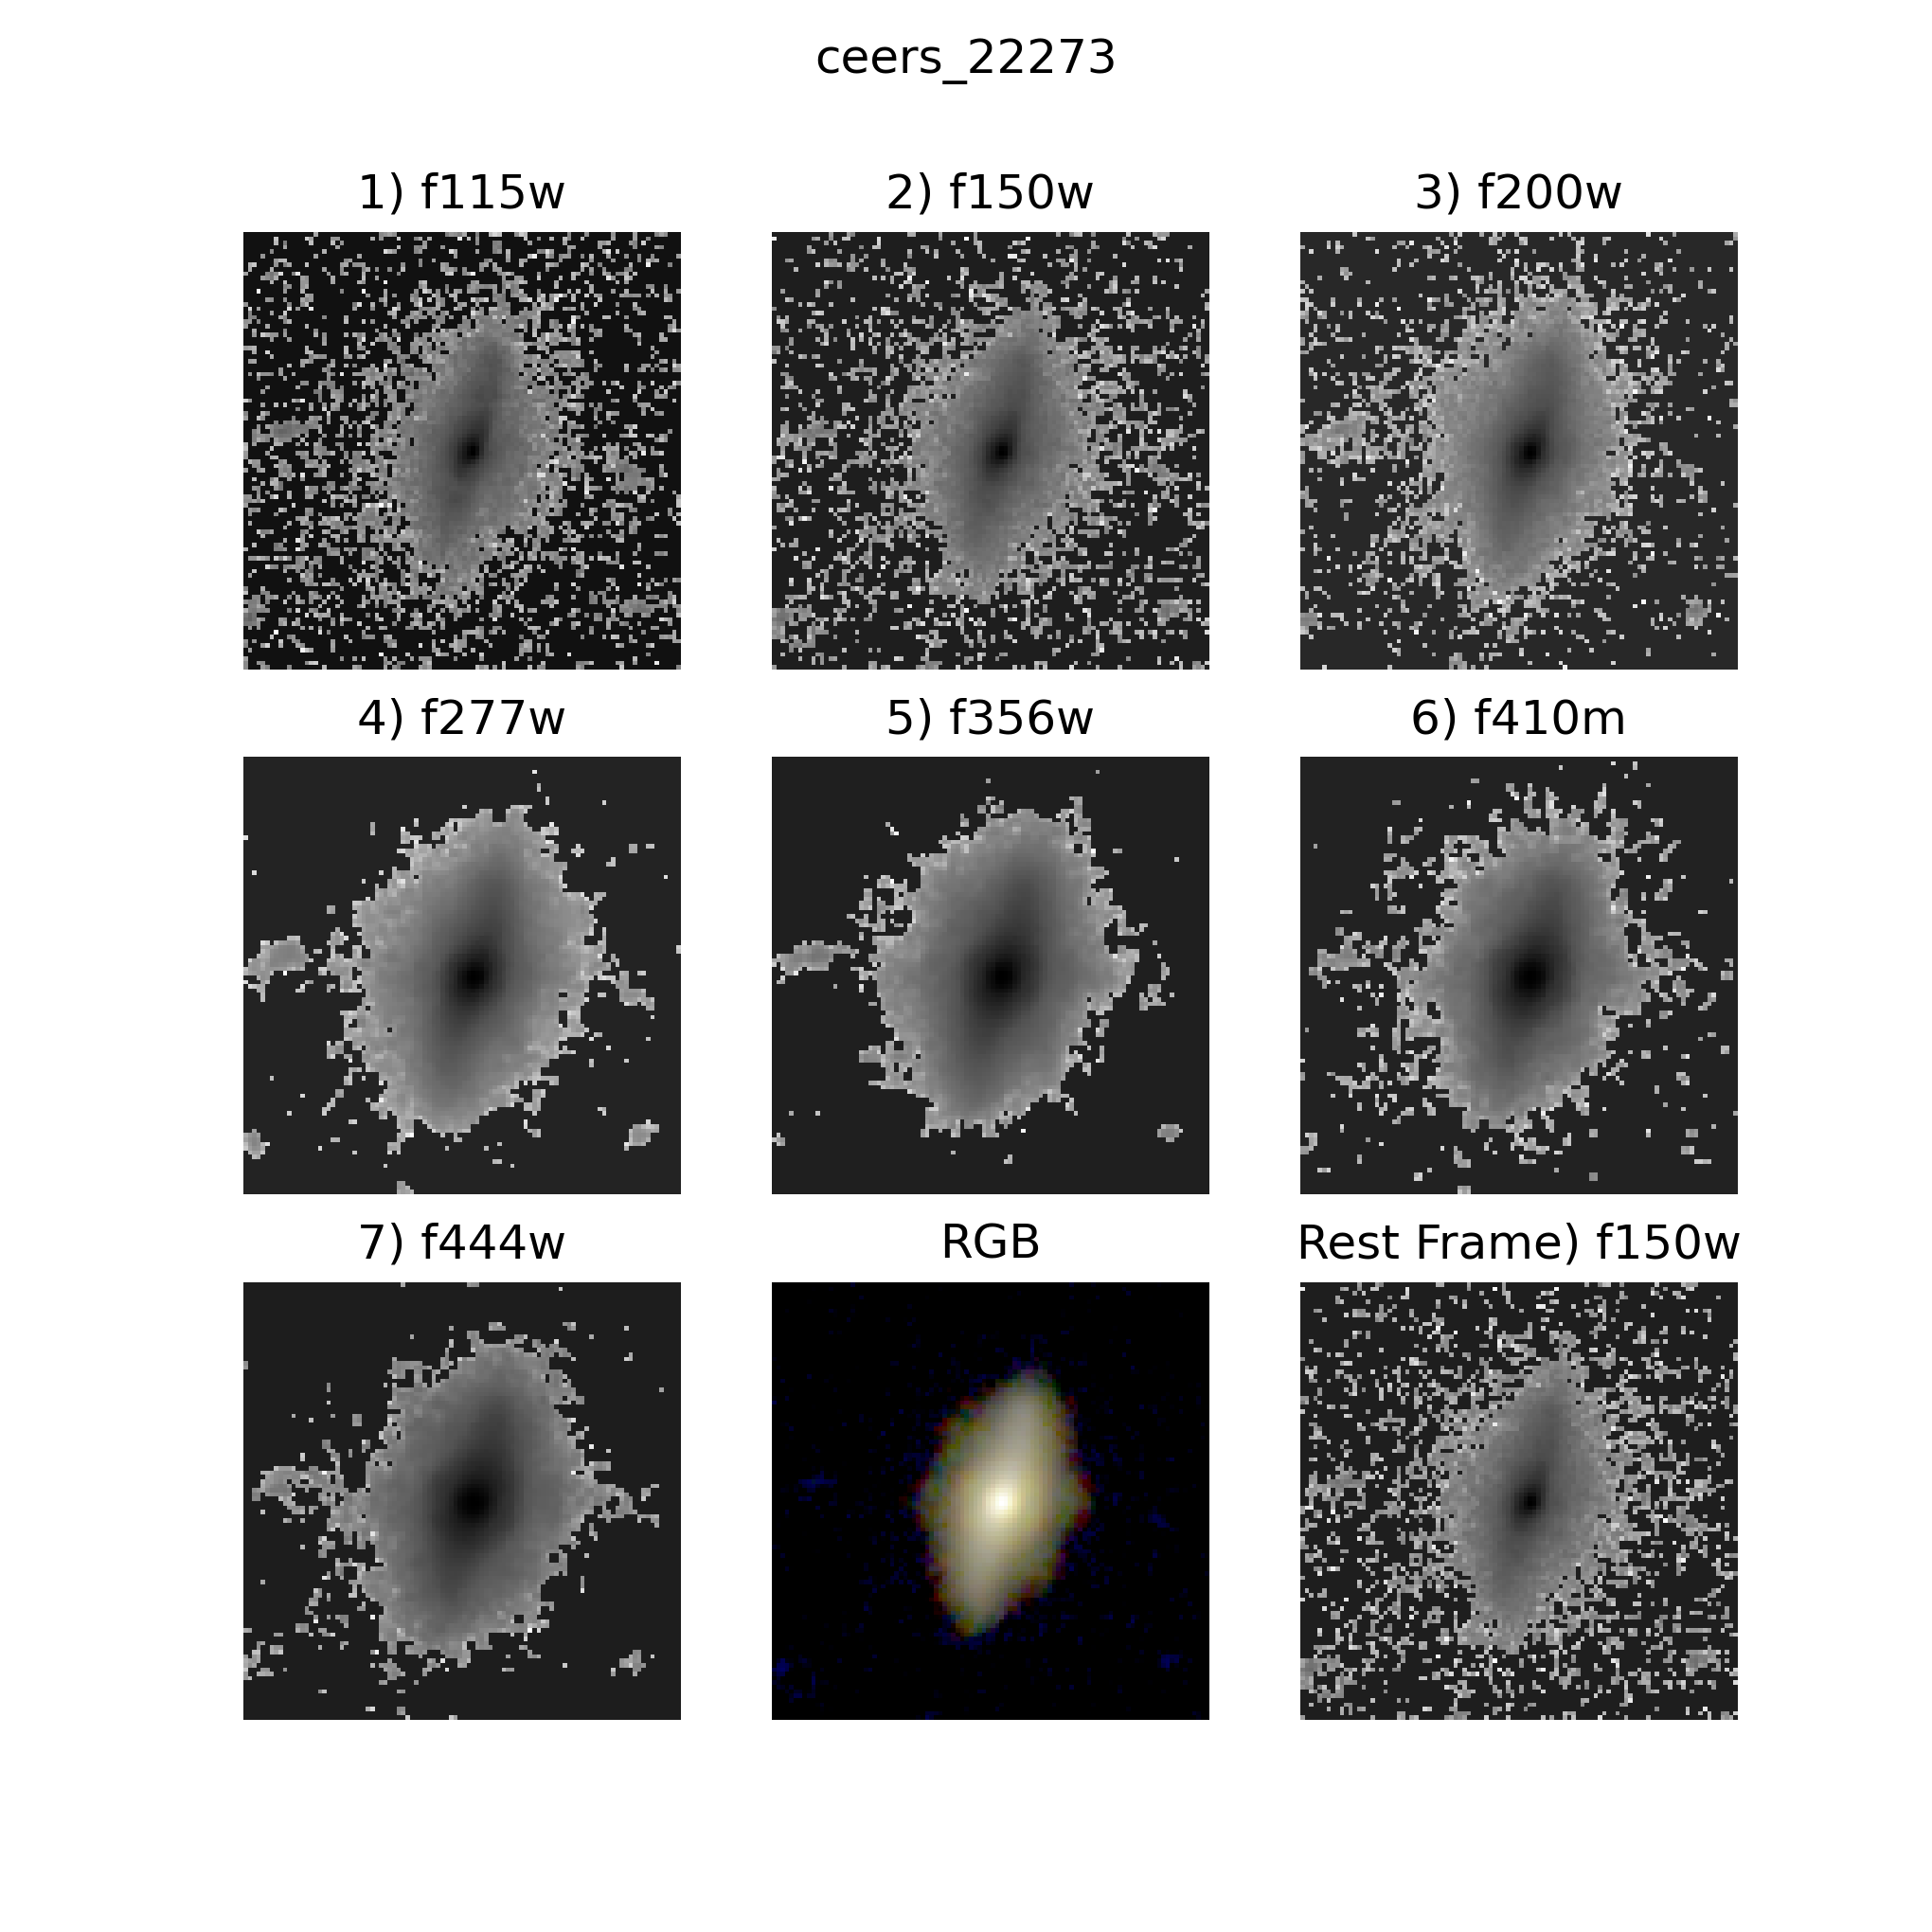 ceers_22273
1) f115w
2) f150w
3) f200w
4) f277w
5) f356w
6) f410m
7) f444w
RGB
Rest Frame) f150w